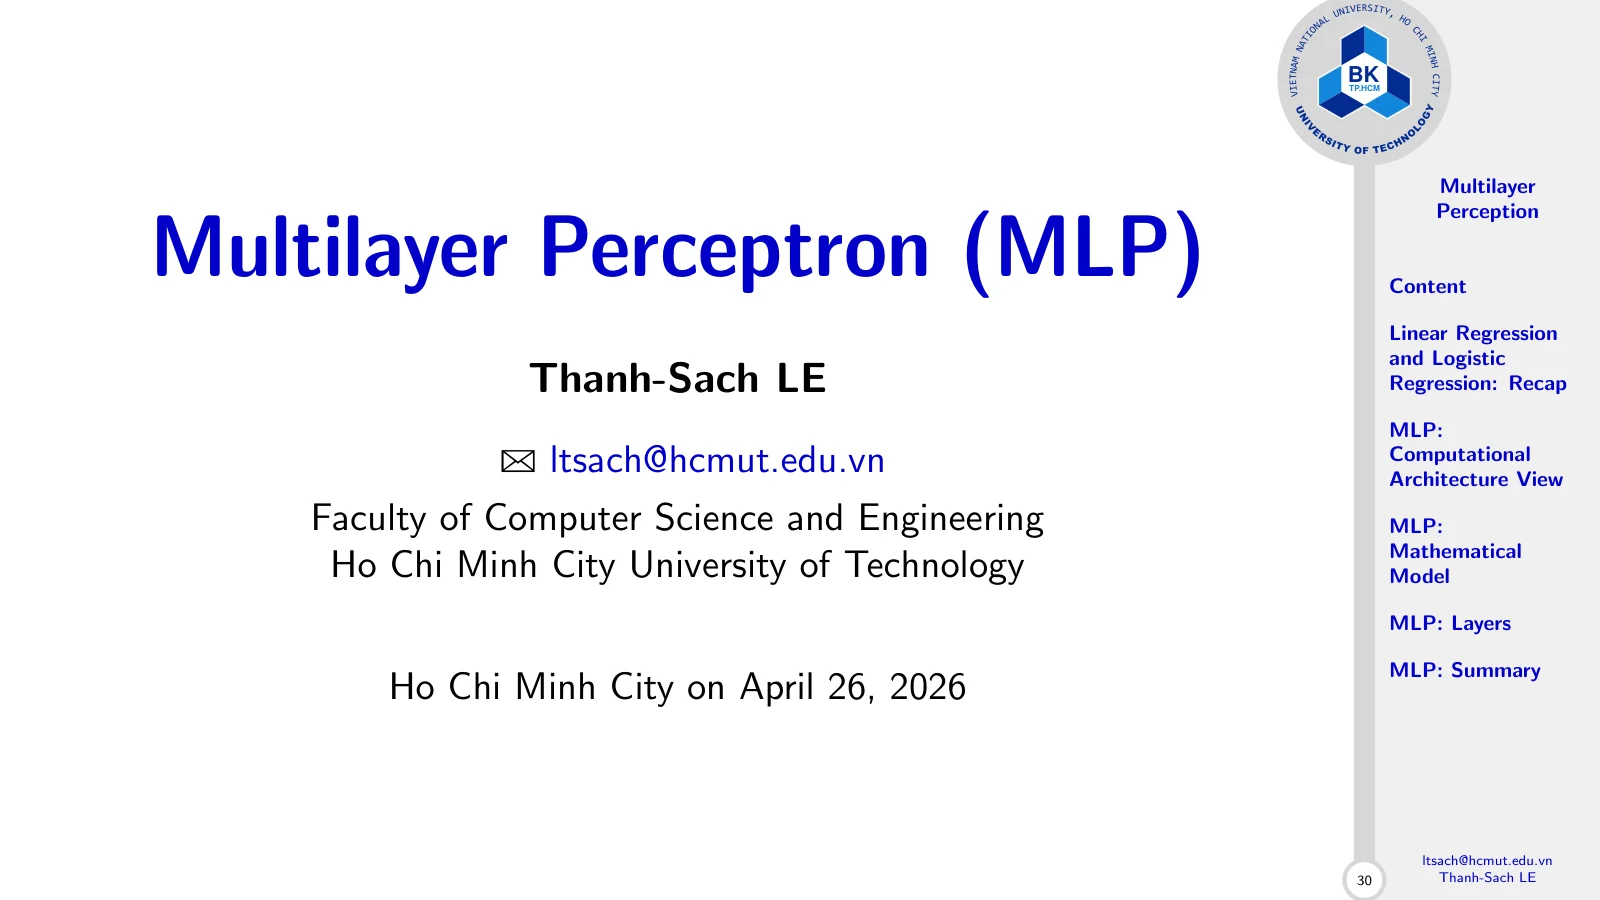 VIETNAM NATIONAL UNIVERSITY, HO CHI MINH CITY
BK
TP.HCM
UNIVERSITY OF TECHNOLOGY
Multilayer Perceptron (MLP)
Thanh-Sach LE
ltsach@hcmut.edu.vn
Faculty of Computer Science and Engineering
Ho Chi Minh City University of Technology
Ho Chi Minh City on April 26, 2026
Multilayer
Perception
Content
Linear Regression
and Logistic
Regression: Recap
MLP:
Computational
Architecture View
MLP:
Mathematical
Model
MLP: Layers
MLP: Summary
ltsach@hcmut.edu.vn
Thanh-Sach LE
30